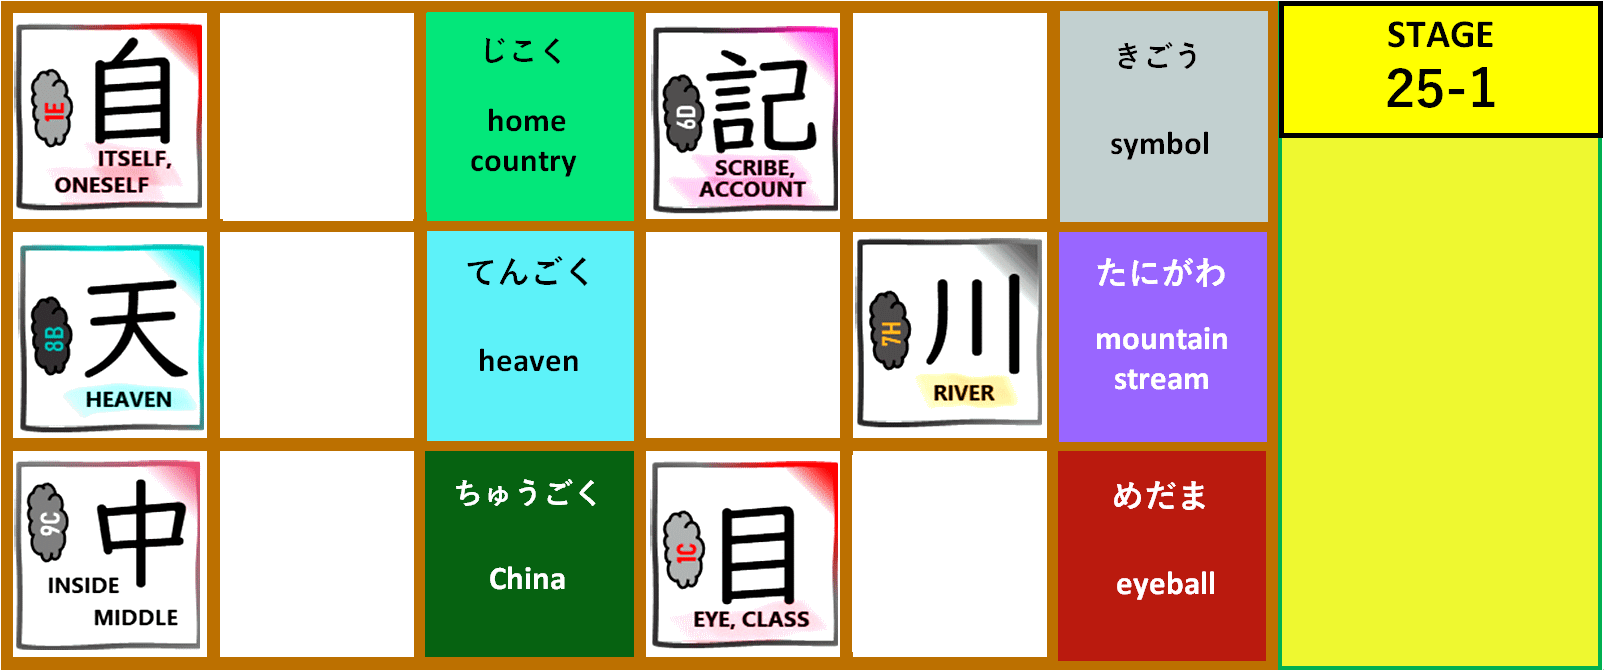 1E
自
ITSELF,
ONESELF
じこく
home
country
6D
記
SCRIBE,
ACCOUNT
きごう
symbol
STAGE
25-1
8B
天
HEAVEN
てんごく
heaven
7H
川
RIVER
たにがわ
mountain
stream
9C
中
INSIDE
MIDDLE
ちゅうごく
China
1C
目
EYE, CLASS
めだま
eyeball